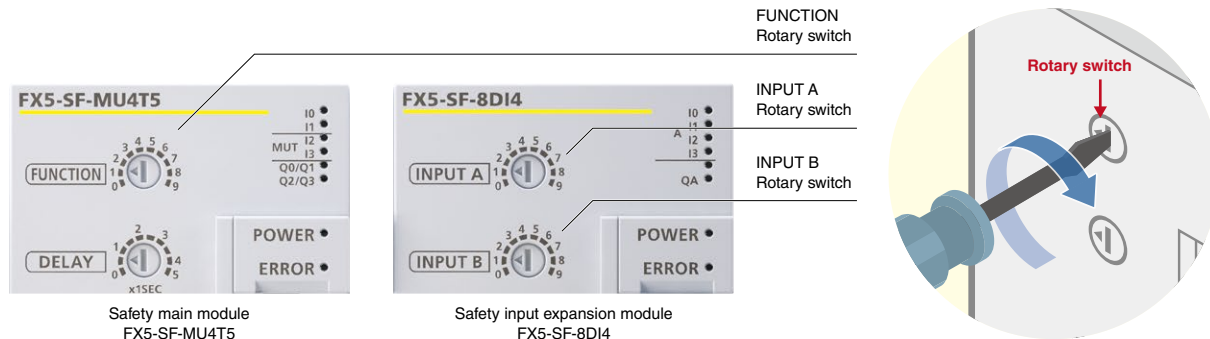 FUNCTION
Rotary switch
INPUT A
Rotary switch
INPUT B
Rotary switch
FX5-SF-MU4T5
I0
I1
MUT I2
I3
Q0/Q1
Q2/Q3
FUNCTION
0 1 2 3 4 5 6 7 8 9
DELAY
0 1 2 3 4 5
x1SEC
POWER
ERROR
Safety main module
FX5-SF-MU4T5
FX5-SF-8DI4
I0
I1
A I2
I3
QA
INPUT A
0 1 2 3 4 5 6 7 8 9
INPUT B
0 1 2 3 4 5 6 7 8 9
POWER
ERROR
Safety input expansion module
FX5-SF-8DI4
Rotary switch